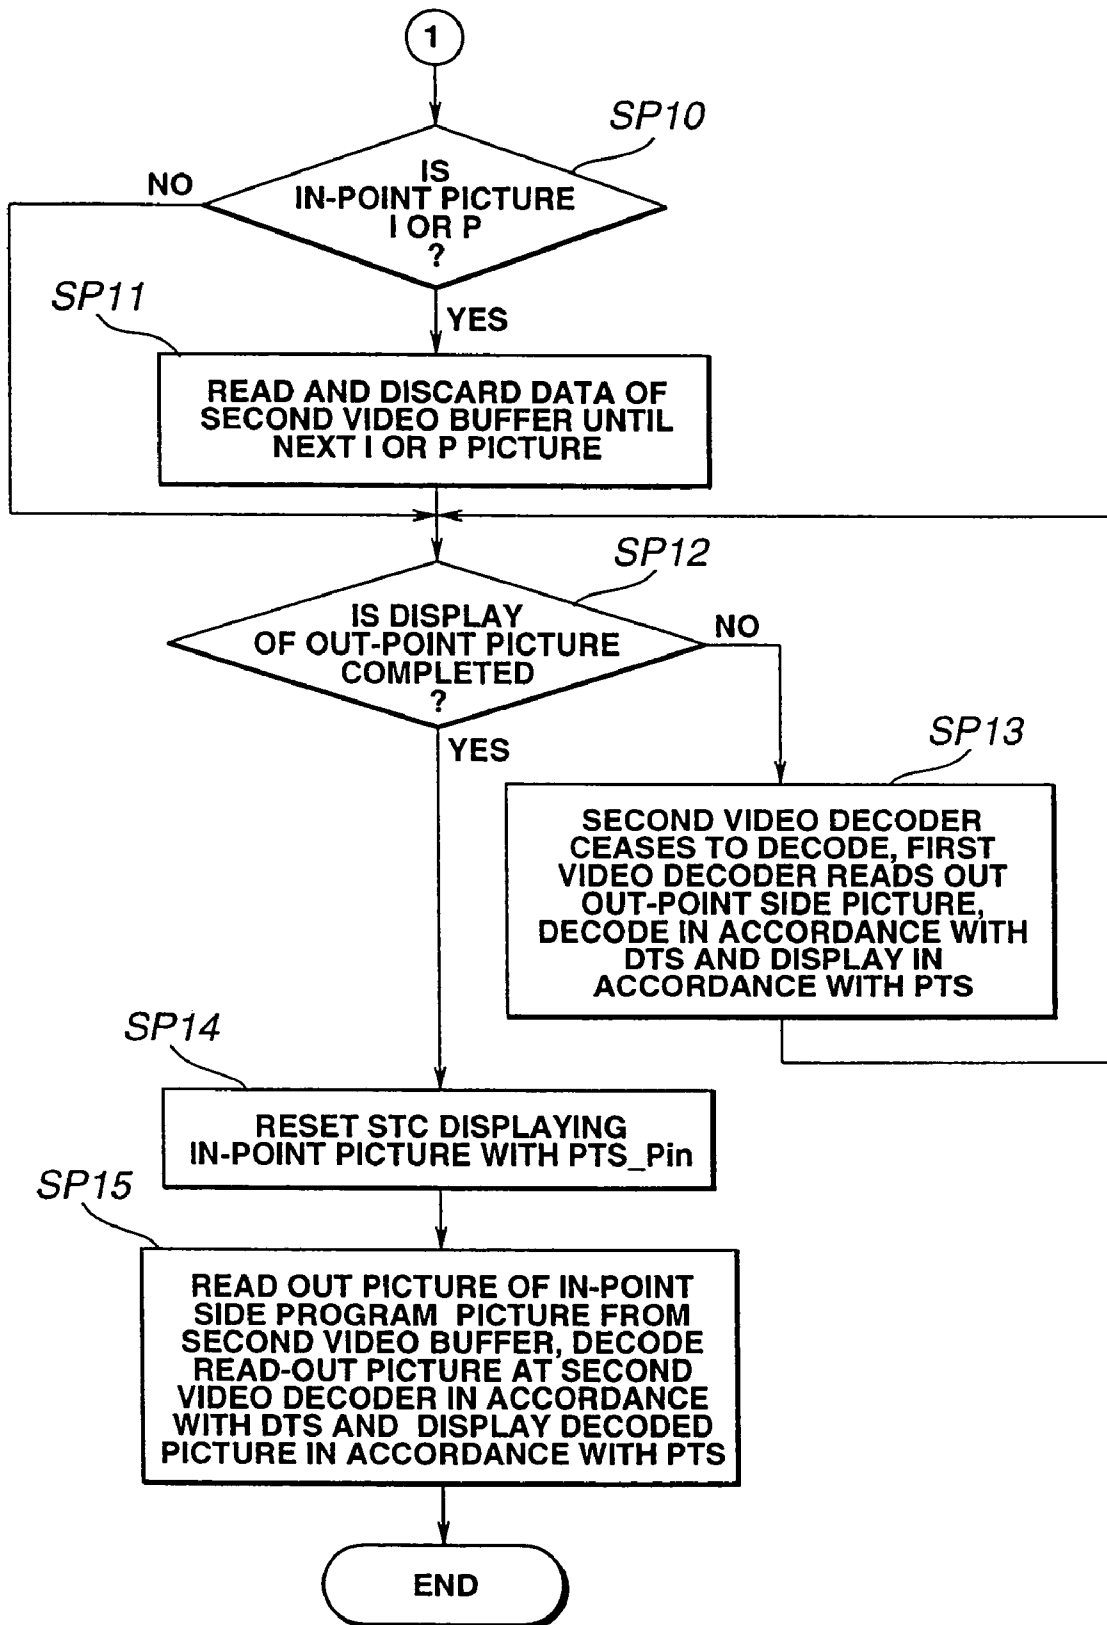 1
SP10
IS
IN-POINT PICTURE
I OR P
?
NO
YES
SP11
READ AND DISCARD DATA OF
SECOND VIDEO BUFFER UNTIL
NEXT I OR P PICTURE
SP12
IS DISPLAY
OF OUT-POINT PICTURE
COMPLETED
?
NO
YES
SP13
SECOND VIDEO DECODER
CEASES TO DECODE, FIRST
VIDEO DECODER READS OUT
OUT-POINT SIDE PICTURE,
DECODE IN ACCORDANCE WITH
DTS AND DISPLAY IN
ACCORDANCE WITH PTS
SP14
RESET STC DISPLAYING
IN-POINT PICTURE WITH PTS_Pin
SP15
READ OUT PICTURE OF IN-POINT
SIDE PROGRAM PICTURE FROM
SECOND VIDEO BUFFER, DECODE
READ-OUT PICTURE AT SECOND
VIDEO DECODER IN ACCORDANCE
WITH DTS AND DISPLAY DECODED
PICTURE IN ACCORDANCE WITH PTS
END